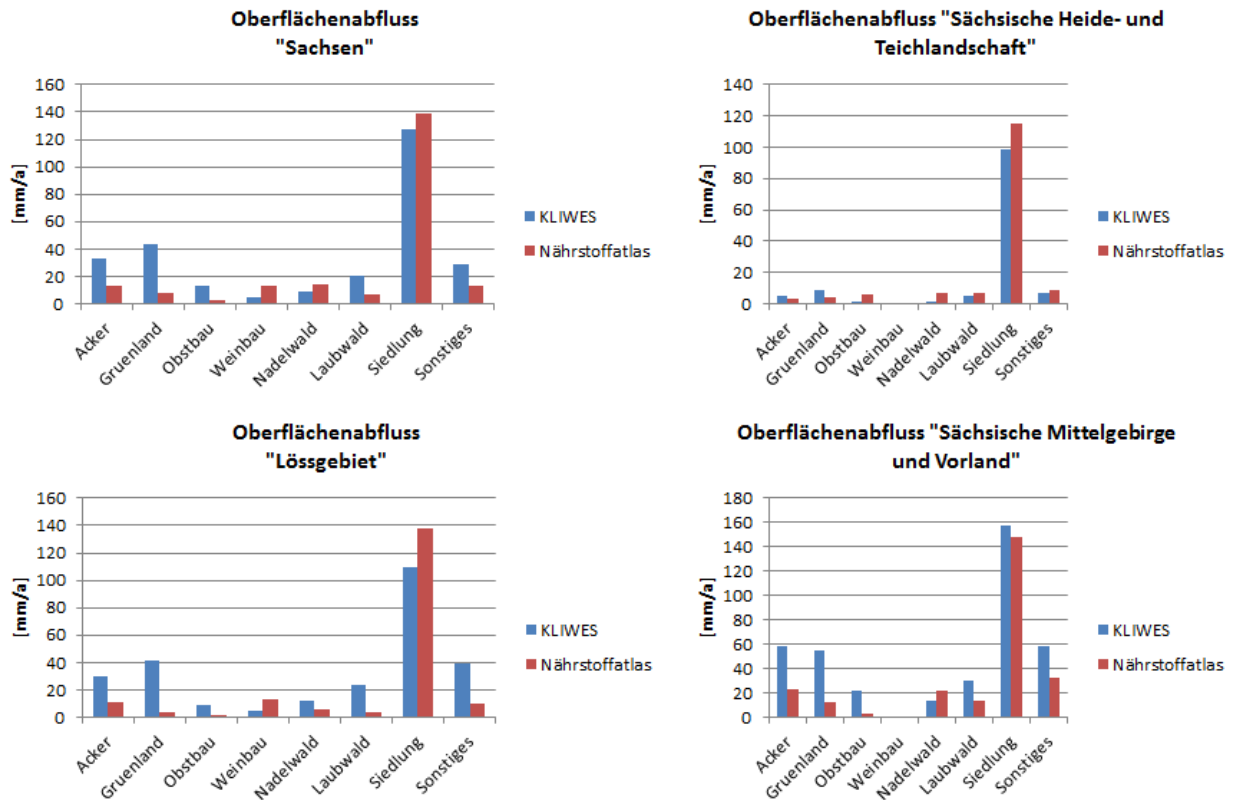 Oberflächenabfluss
"Sachsen"
160
140
120
100
80
60
40
20
0
[mm/a]
Acker
Gruenland
Obstbau
Weinbau
Nadelwald
Laubwald
Siedlung
Sonstiges
KLIWES
Nährstoffatlas
Oberflächenabfluss "Sächsische Heide- und
Teichlandschaft"
140
120
100
80
60
40
20
0
[mm/a]
Acker
Gruenland
Obstbau
Weinbau
Nadelwald
Laubwald
Siedlung
Sonstiges
KLIWES
Nährstoffatlas
Oberflächenabfluss
"Lössgebiet"
160
140
120
100
80
60
40
20
0
[mm/a]
Acker
Gruenland
Obstbau
Weinbau
Nadelwald
Laubwald
Siedlung
Sonstiges
KLIWES
Nährstoffatlas
Oberflächenabfluss "Sächsische Mittelgebirge
und Vorland"
180
160
140
120
100
80
60
40
20
0
[mm/a]
Acker
Gruenland
Obstbau
Weinbau
Nadelwald
Laubwald
Siedlung
Sonstiges
KLIWES
Nährstoffatlas